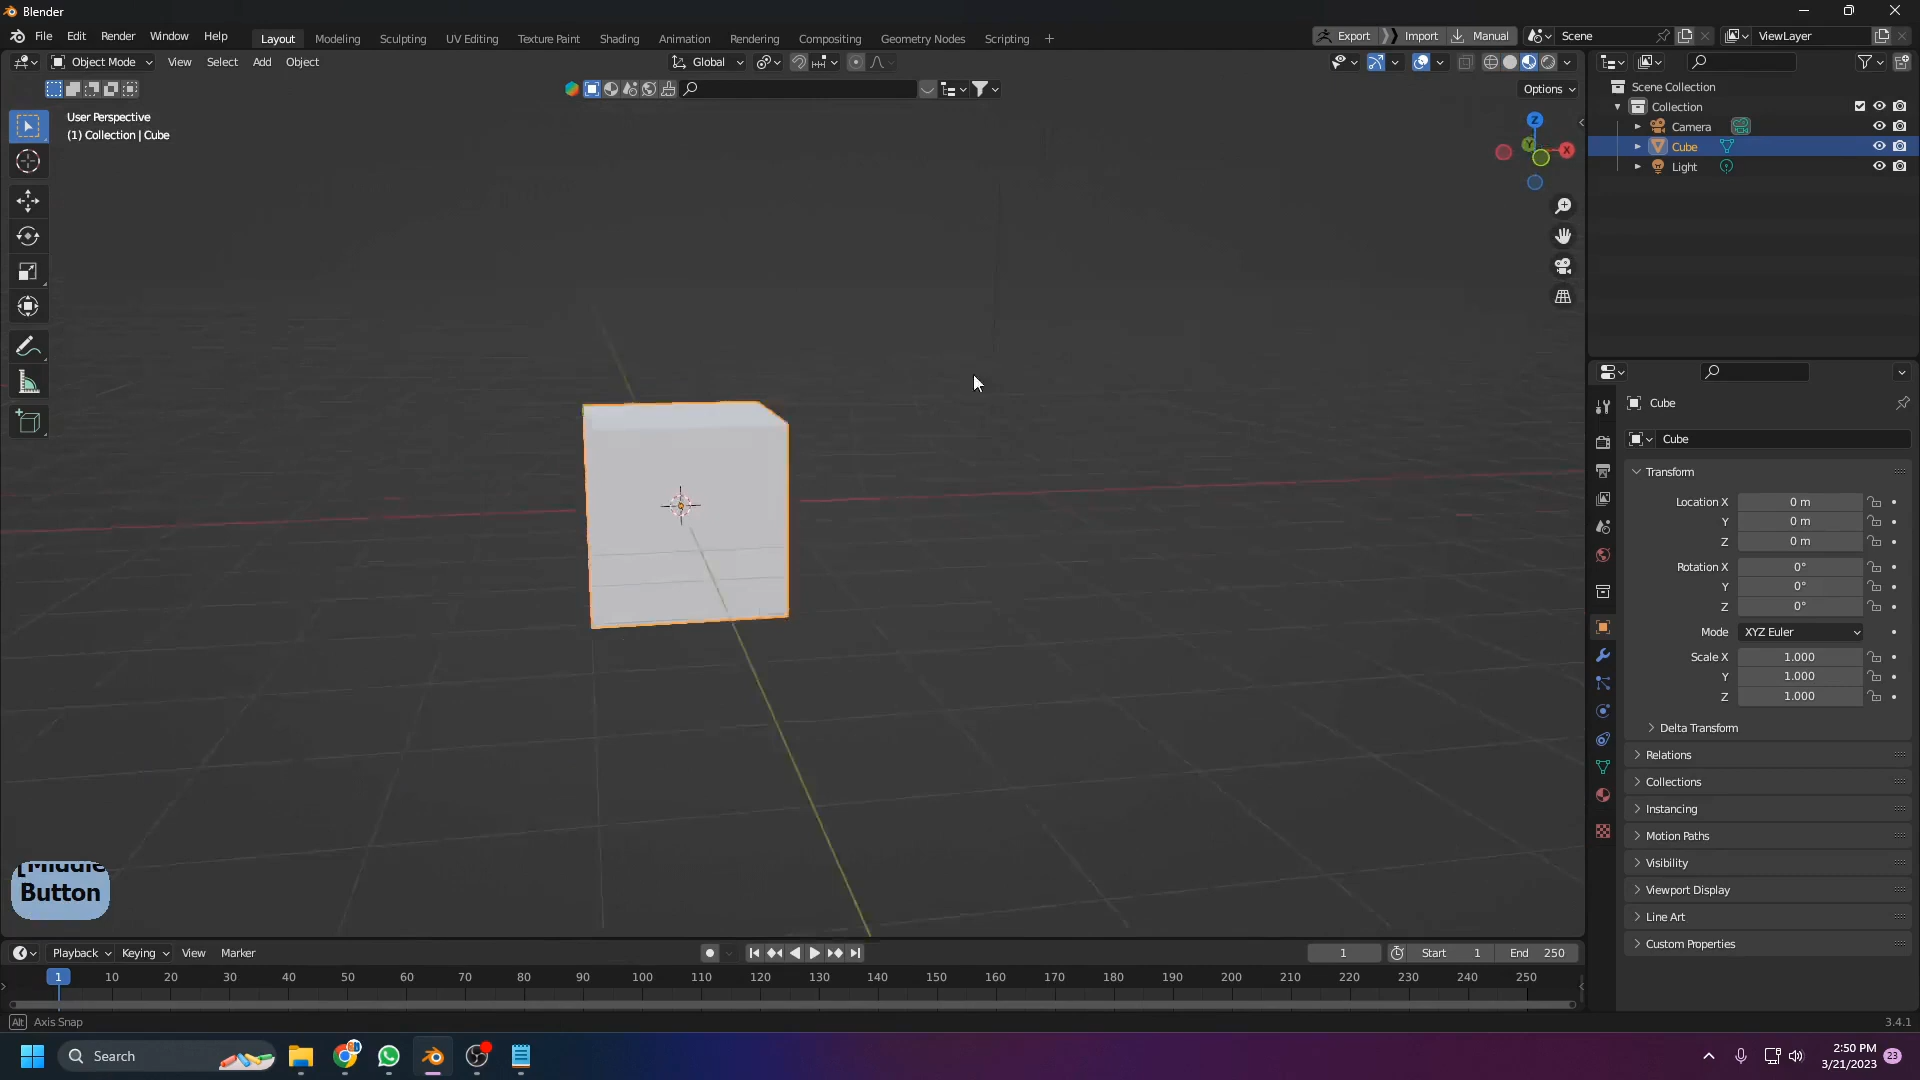 Blender
File Edit Render Window Help Layout Modeling Sculpting UV Editing Texture Paint Shading Animation Rendering Compositing Geometry Nodes Scripting + Export Import Manual Scene ViewLayer
Object Mode View Select Add Object Global
Options
User Perspective
(1) Collection | Cube
Z
Y
X
Scene Collection
Collection
Camera
Cube
Light
Cube
Cube
Transform
Location X 0 m
Y 0 m
Z 0 m
Rotation X 0°
Y 0°
Z 0°
Mode XYZ Euler
Scale X 1.000
Y 1.000
Z 1.000
Delta Transform
Relations
Collections
Instancing
Motion Paths
Visibility
Viewport Display
Line Art
Custom Properties
[Middle
Button
Playback Keying View Marker 1 Start 1 End 250
1 10 20 30 40 50 60 70 80 90 100 110 120 130 140 150 160 170 180 190 200 210 220 230 240 250
Alt Axis Snap 3.4.1
Search
2:50 PM
3/21/2023 23